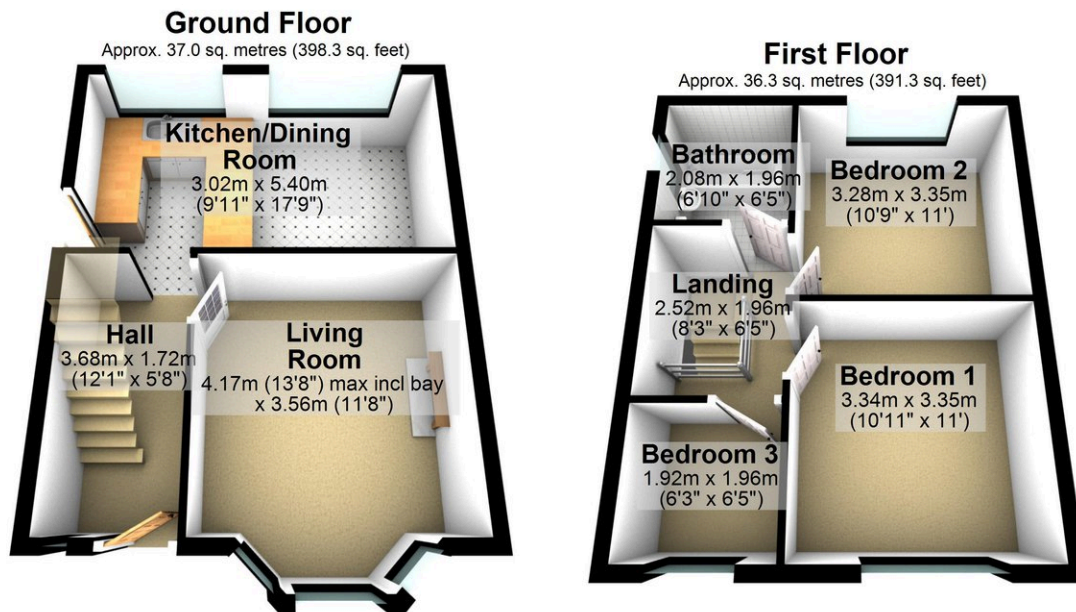 Ground Floor
Approx. 37.0 sq. metres (398.3 sq. feet)
Kitchen/Dining
Room
3.02m x 5.40m
(9'11" x 17'9")
Hall
3.68m x 1.72m
(12'1" x 5'8")
Living
Room
4.17m (13'8") max incl bay
x 3.56m (11'8")
First Floor
Approx. 36.3 sq. metres (391.3 sq. feet)
Bathroom
2.08m x 1.96m
(6'10" x 6'5")
Bedroom 2
3.28m x 3.35m
(10'9" x 11')
Landing
2.52m x 1.96m
(8'3" x 6'5")
Bedroom 1
3.34m x 3.35m
(10'11" x 11')
Bedroom 3
1.92m x 1.96m
(6'3" x 6'5")